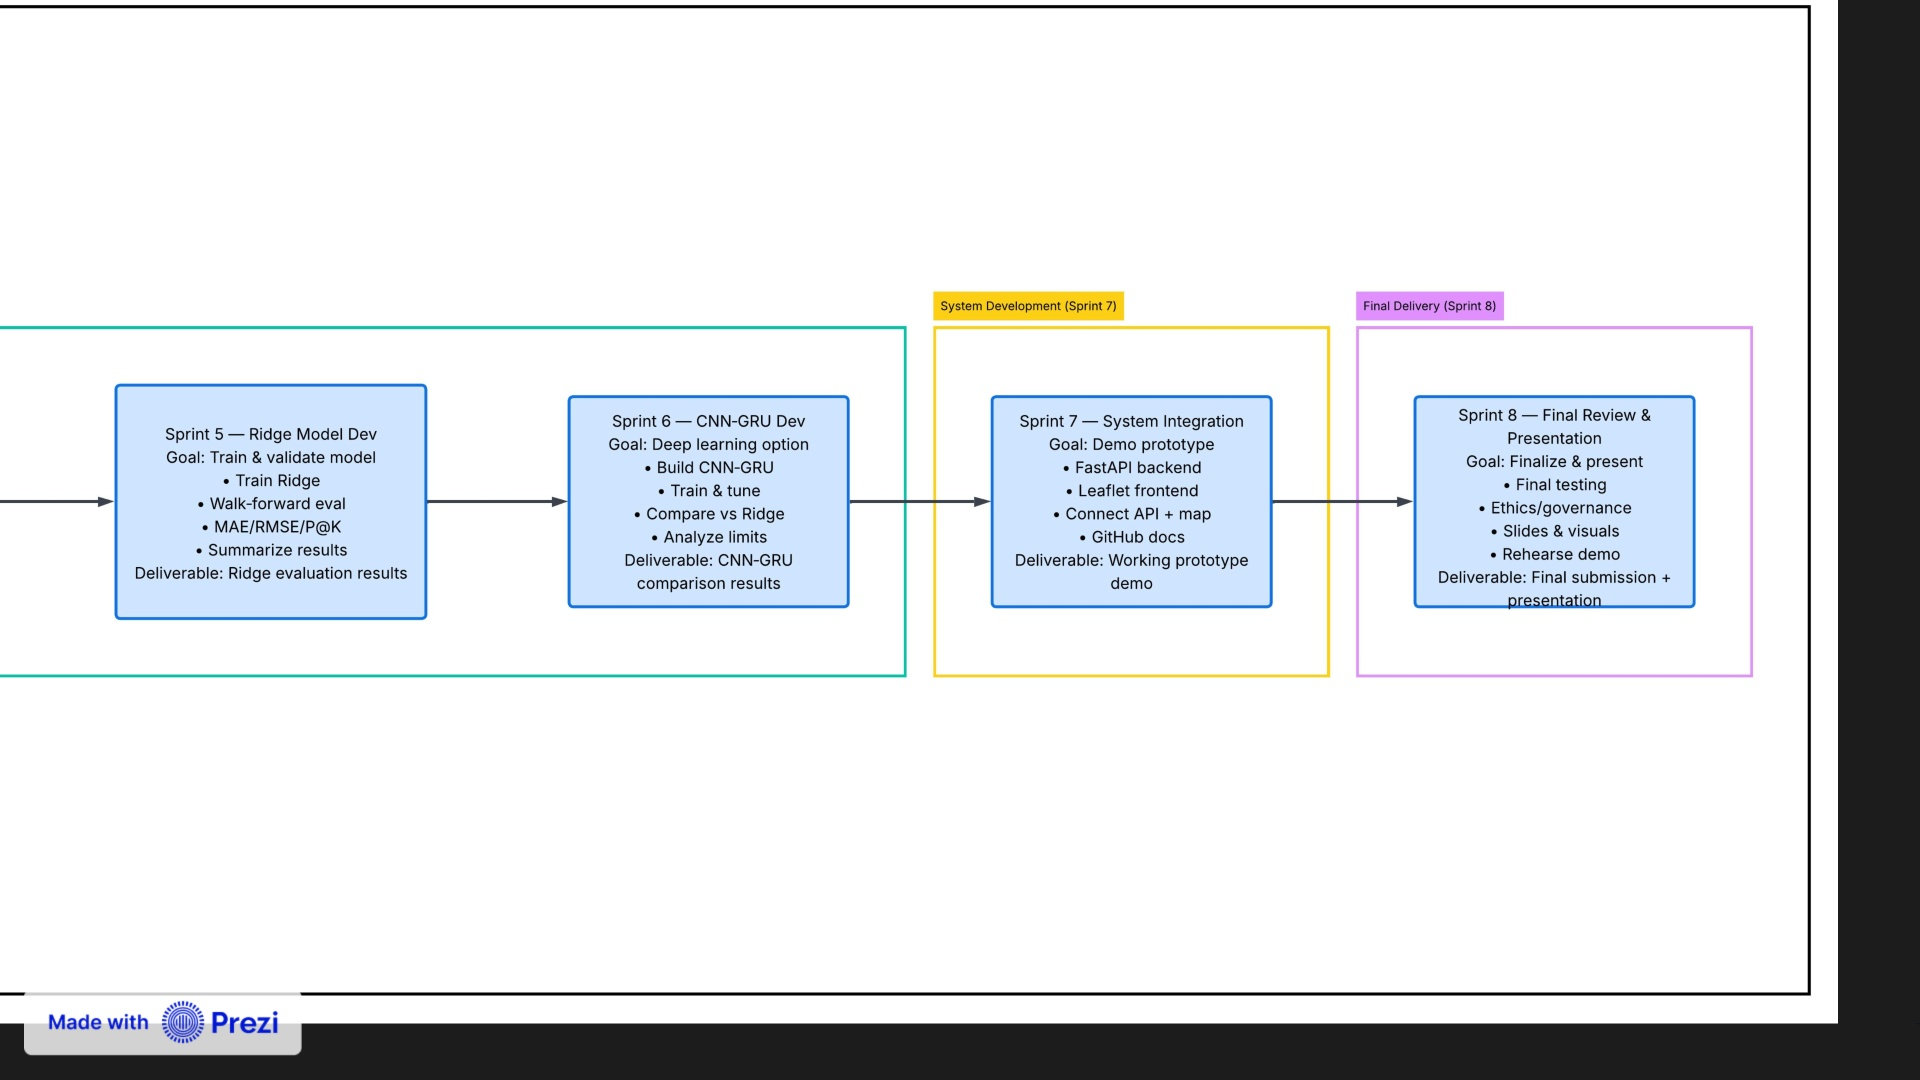 System Development (Sprint 7)
Final Delivery (Sprint 8)
Sprint 5 — Ridge Model Dev
Goal: Train & validate model
• Train Ridge
• Walk-forward eval
• MAE/RMSE/P@K
• Summarize results
Deliverable: Ridge evaluation results
Sprint 6 — CNN-GRU Dev
Goal: Deep learning option
• Build CNN-GRU
• Train & tune
• Compare vs Ridge
• Analyze limits
Deliverable: CNN-GRU
comparison results
Sprint 7 — System Integration
Goal: Demo prototype
• FastAPI backend
• Leaflet frontend
• Connect API + map
• GitHub docs
Deliverable: Working prototype
demo
Sprint 8 — Final Review &
Presentation
Goal: Finalize & present
• Final testing
• Ethics/governance
• Slides & visuals
• Rehearse demo
Deliverable: Final submission +
presentation
Made with Prezi